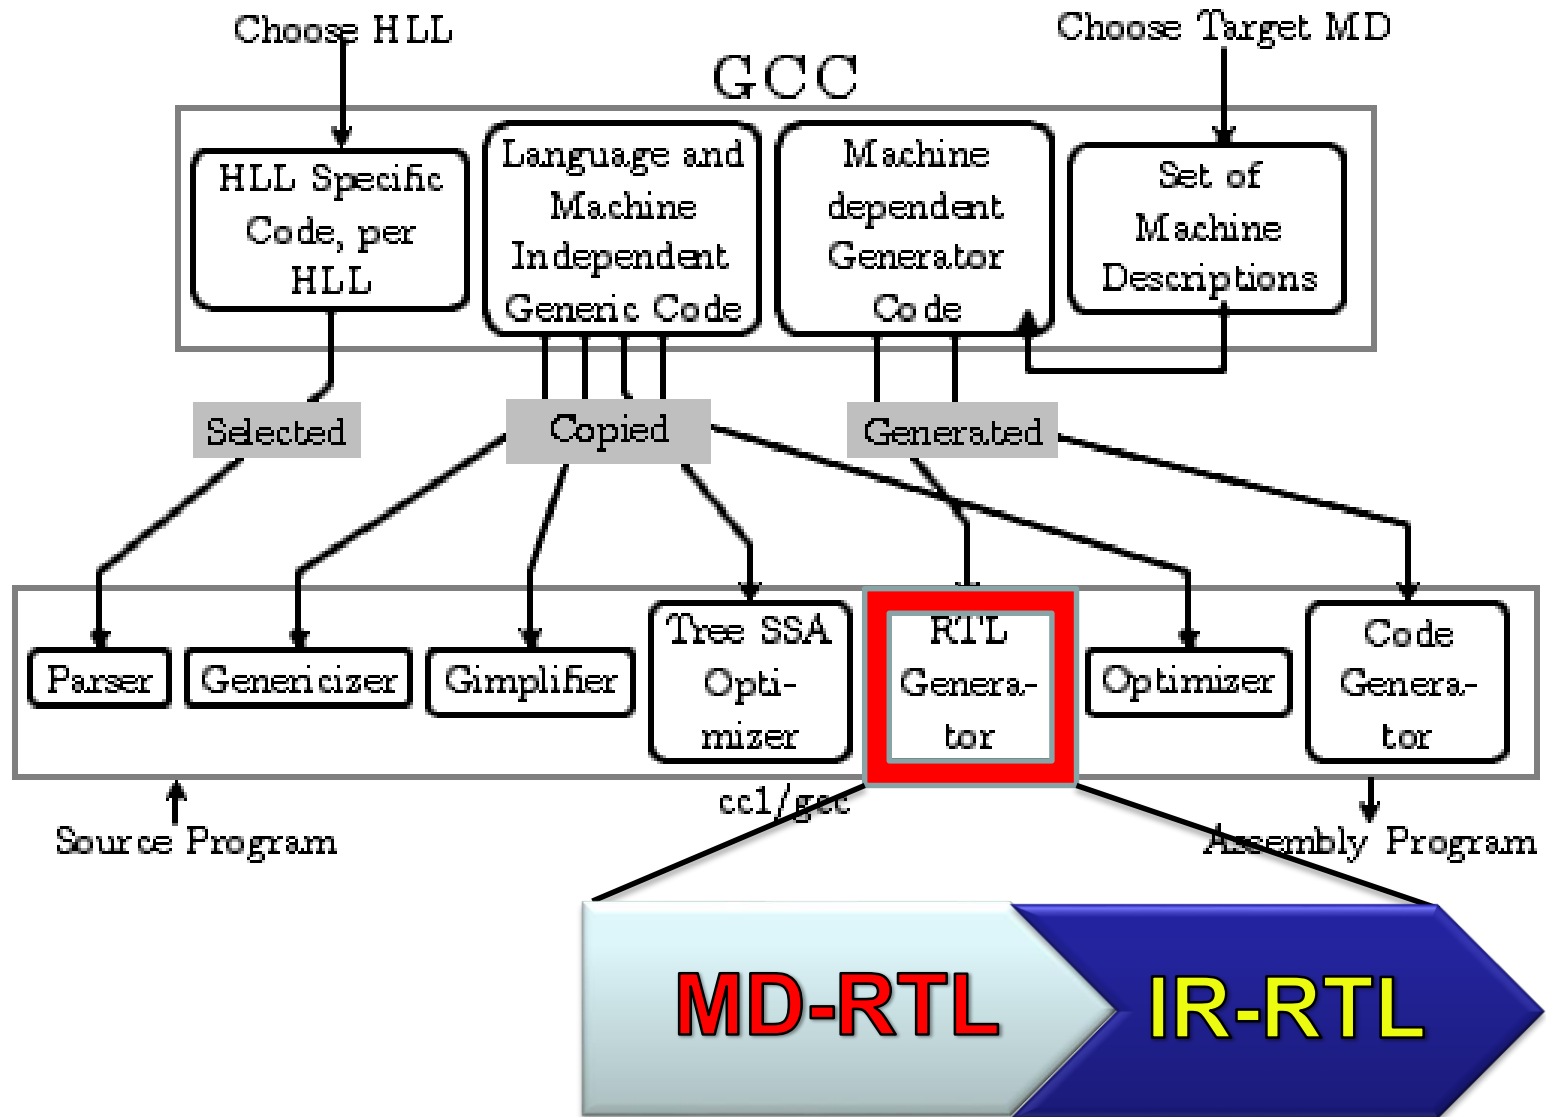 Choose HLL
Choose Target MD
GCC
HLL Specific
Code, per
HLL
Language and
Machine
Independent
Generic Code
Machine
dependent
Generator
Code
Set of
Machine
Descriptions
Selected
Copied
Generated
Parser
Genericizer
Gimplifier
Tree SSA
Opti-
mizer
RTL
Genera-
tor
Optimizer
Code
Genera-
tor
cc1/gcc
Source Program
Assembly Program
MD-RTL
IR-RTL